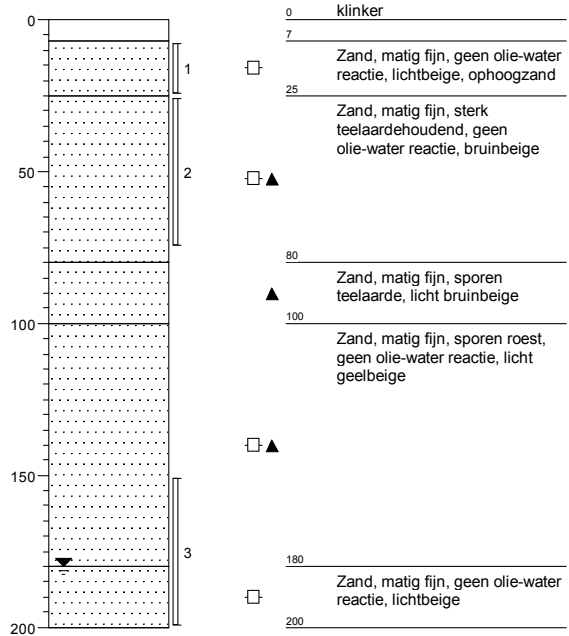 0
50
100
150
200
1
2
3
0
klinker
7
Zand, matig fijn, geen olie-water
reactie, lichtbeige, ophoogzand
25
Zand, matig fijn, sterk
teelaardehoudend, geen
olie-water reactie, bruinbeige
80
Zand, matig fijn, sporen
teelaarde, licht bruinbeige
100
Zand, matig fijn, sporen roest,
geen olie-water reactie, licht
geelbeige
180
Zand, matig fijn, geen olie-water
reactie, lichtbeige
200